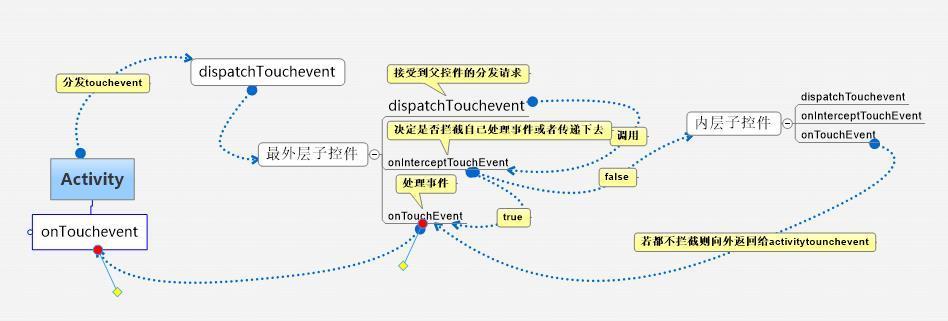 分发touchevent
dispatchTouchevent
Activity
onTouchevent
最外层子控件
接受到父控件的分发请求
dispatchTouchevent
决定是否拦截自己处理事件或者传递下去
调用
onInterceptTouchEvent
处理事件
false
onTouchEvent
true
内层子控件
dispatchTouchevent
onInterceptTouchEvent
onTouchEvent
若都不拦截则向外返回给activitytounchevent